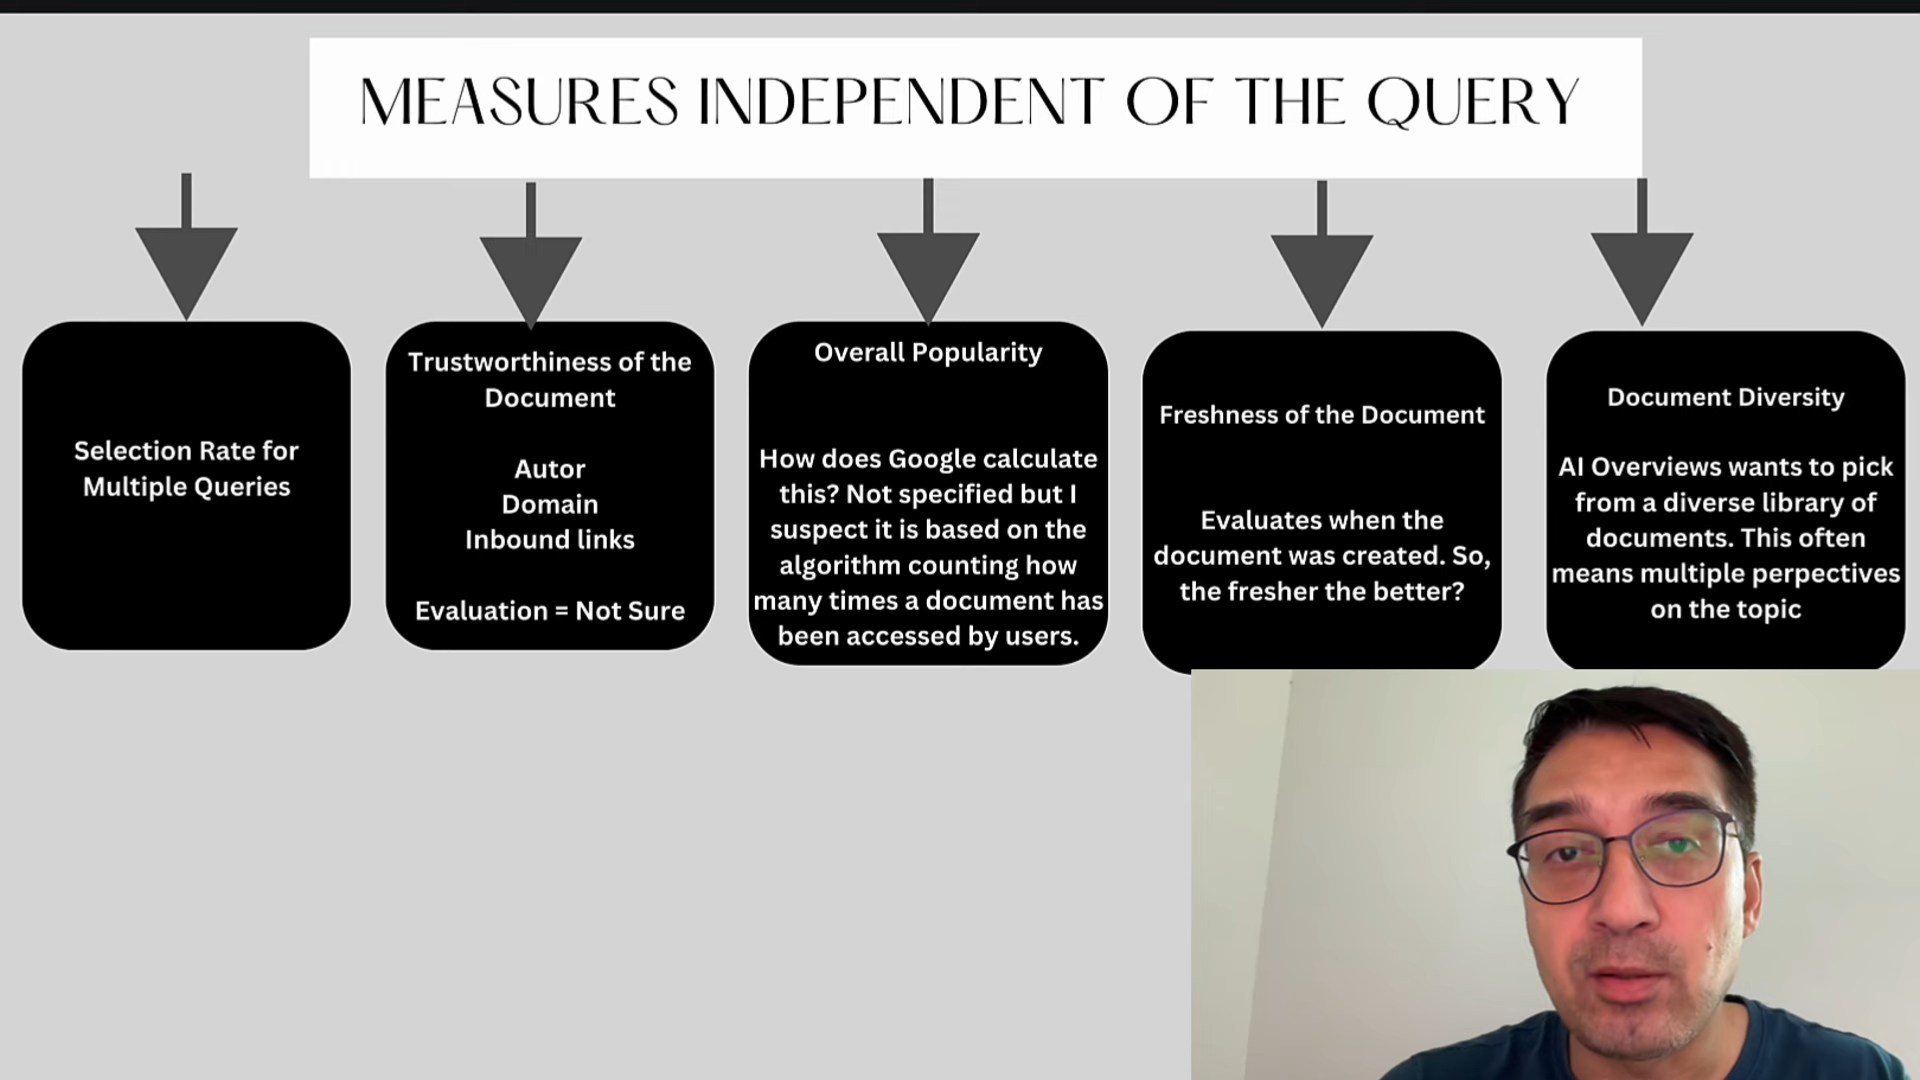 MEASURES INDEPENDENT OF THE QUERY
Selection Rate for
Multiple Queries
Trustworthiness of the
Document
Autor
Domain
Inbound links
Evaluation = Not Sure
Overall Popularity
How does Google calculate
this? Not specified but I
suspect it is based on the
algorithm counting how
many times a document has
been accessed by users.
Freshness of the Document
Evaluates when the
document was created. So,
the fresher the better?
Document Diversity
AI Overviews wants to pick
from a diverse library of
documents. This often
means multiple perpectives
on the topic